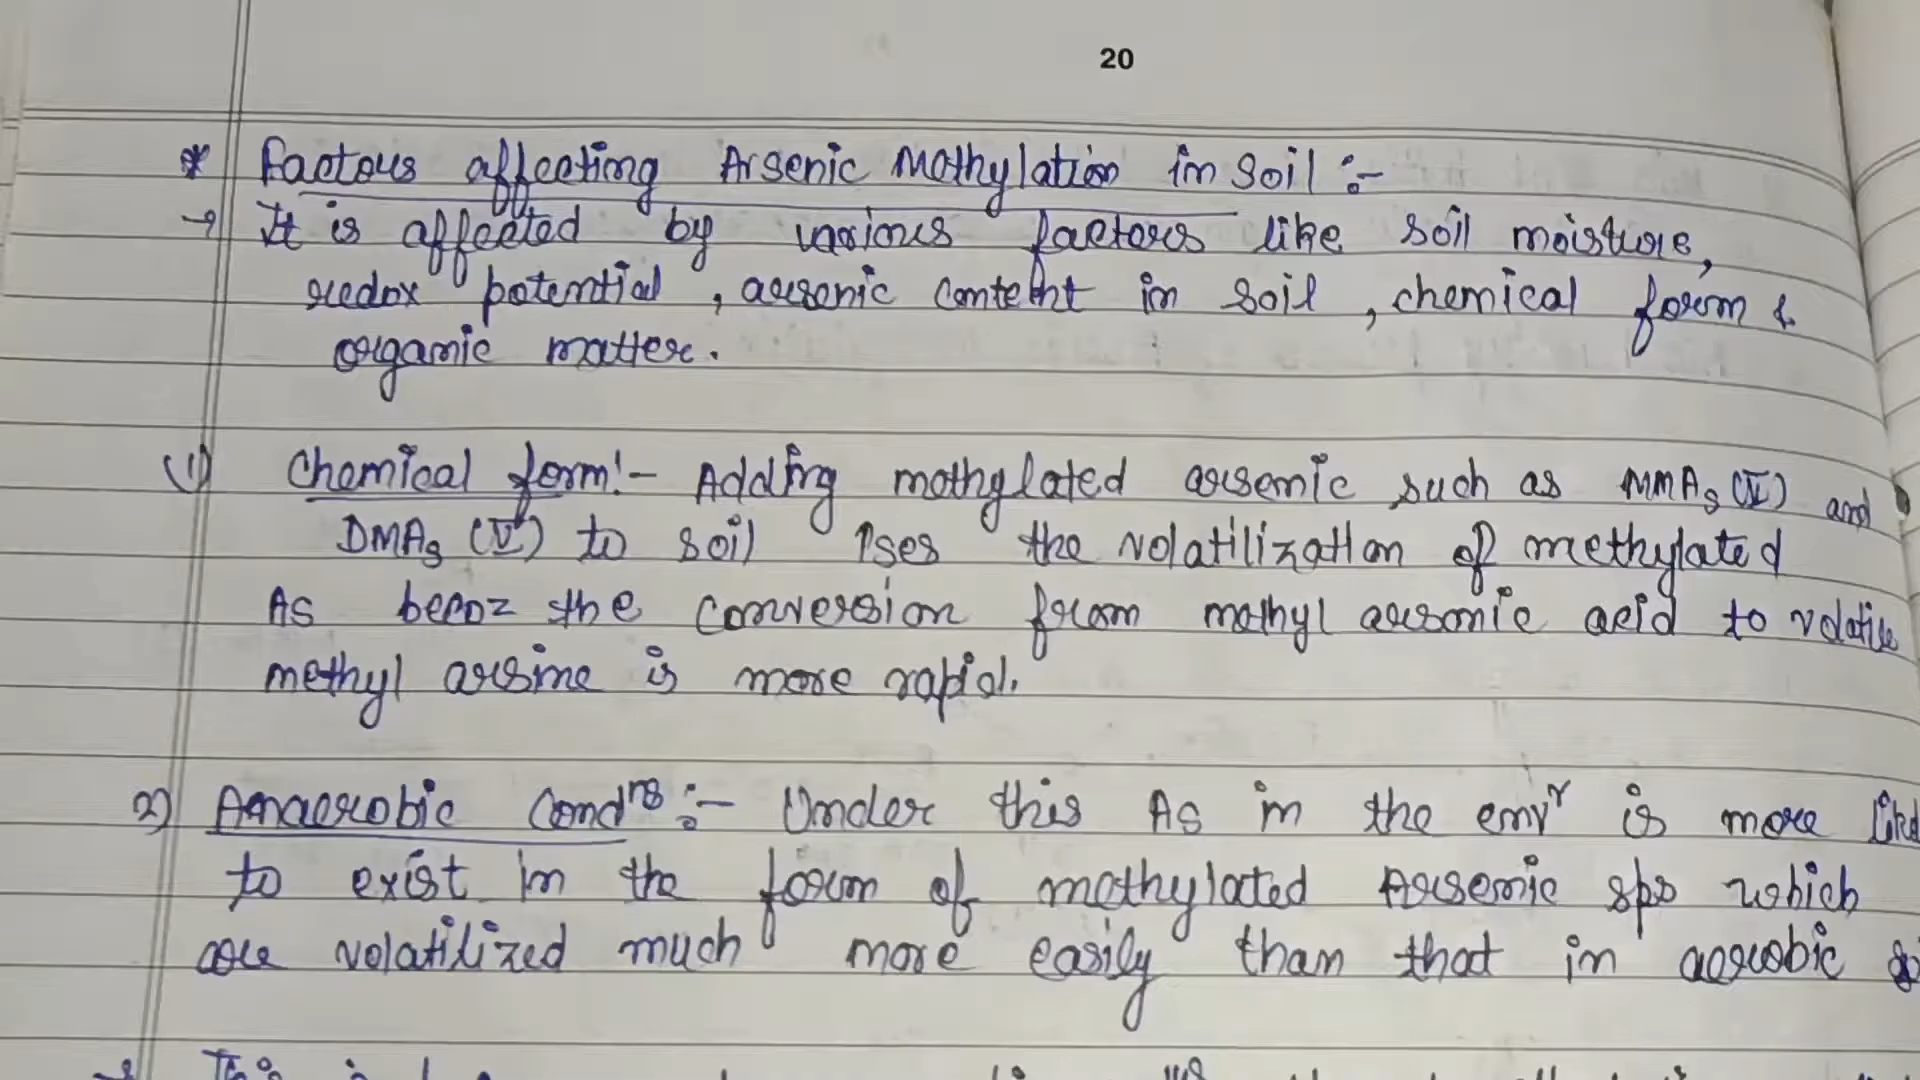 20
* Factors affecting Arsenic Methylation in Soil :-
→ It is affected by various factors like soil moisture,
redox potential, arsenic content in soil, chemical form &
organic matter.
(1) Chemical form :- Adding methylated arsenic such as MMAs (V) and
DMAs (V) to soil ↑ses the volatilization of methylated
As becoz the conversion from methyl arsonic acid to volatile
methyl arsine is more rapid.
2) Anaerobic Condns :- Under this As in the envr is more
to exist in the form of methylated Arsenic sps which
are volatilized much more easily than that in aerobic